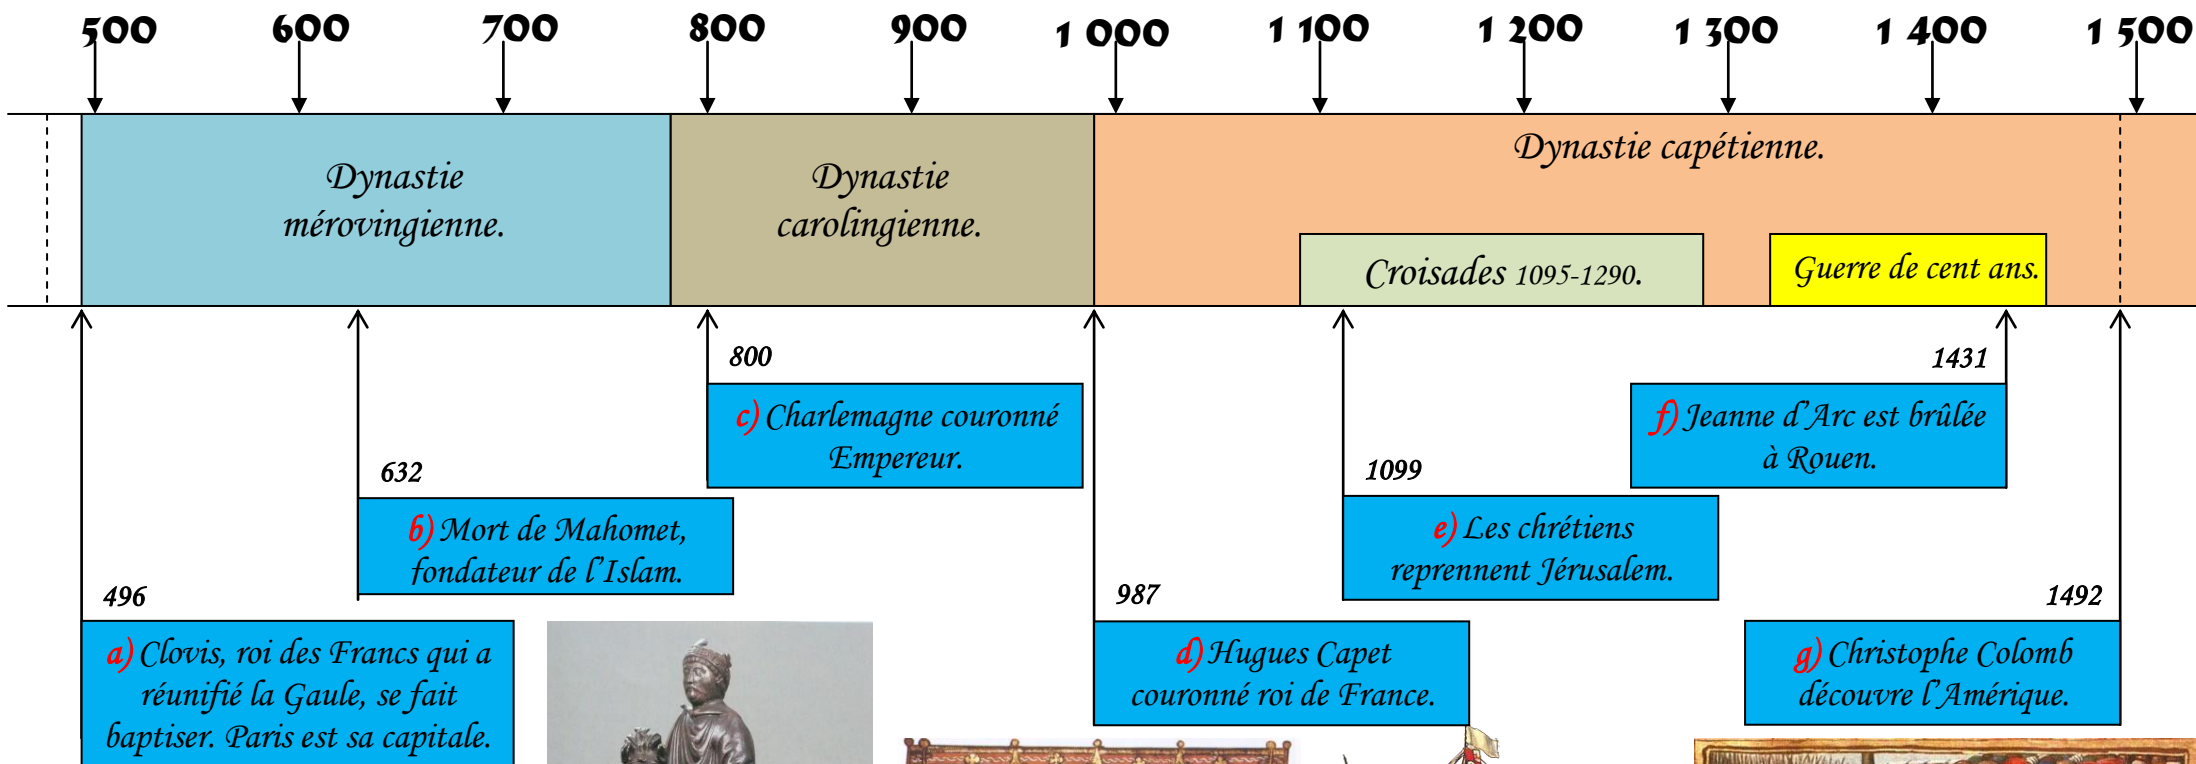 500 600 700 800 900 1 000 1 100 1 200 1 300 1 400 1 500
Dynastie
mérovingienne.
Dynastie
carolingienne.
Dynastie capétienne.
Croisades 1095-1290.
Guerre de cent ans.
800
c) Charlemagne couronné
Empereur.
1431
f) Jeanne d’Arc est brûlée
à Rouen.
632
b) Mort de Mahomet,
fondateur de l’Islam.
1099
e) Les chrétiens
reprennent Jérusalem.
496
a) Clovis, roi des Francs qui a
réunifié la Gaule, se fait
baptiser. Paris est sa capitale.
987
d) Hugues Capet
couronné roi de France.
1492
g) Christophe Colomb
découvre l’Amérique.